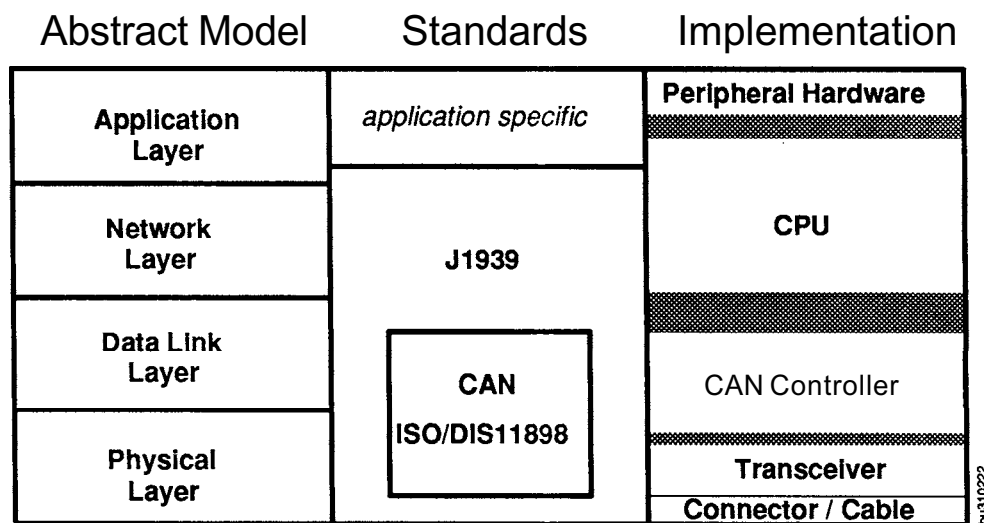 Abstract Model Standards Implementation
Application
Layer
application specific
Peripheral Hardware
Network
Layer
J1939
CPU
Data Link
Layer
CAN
ISO/DIS11898
CAN Controller
Physical
Layer
Transceiver
Connector / Cable